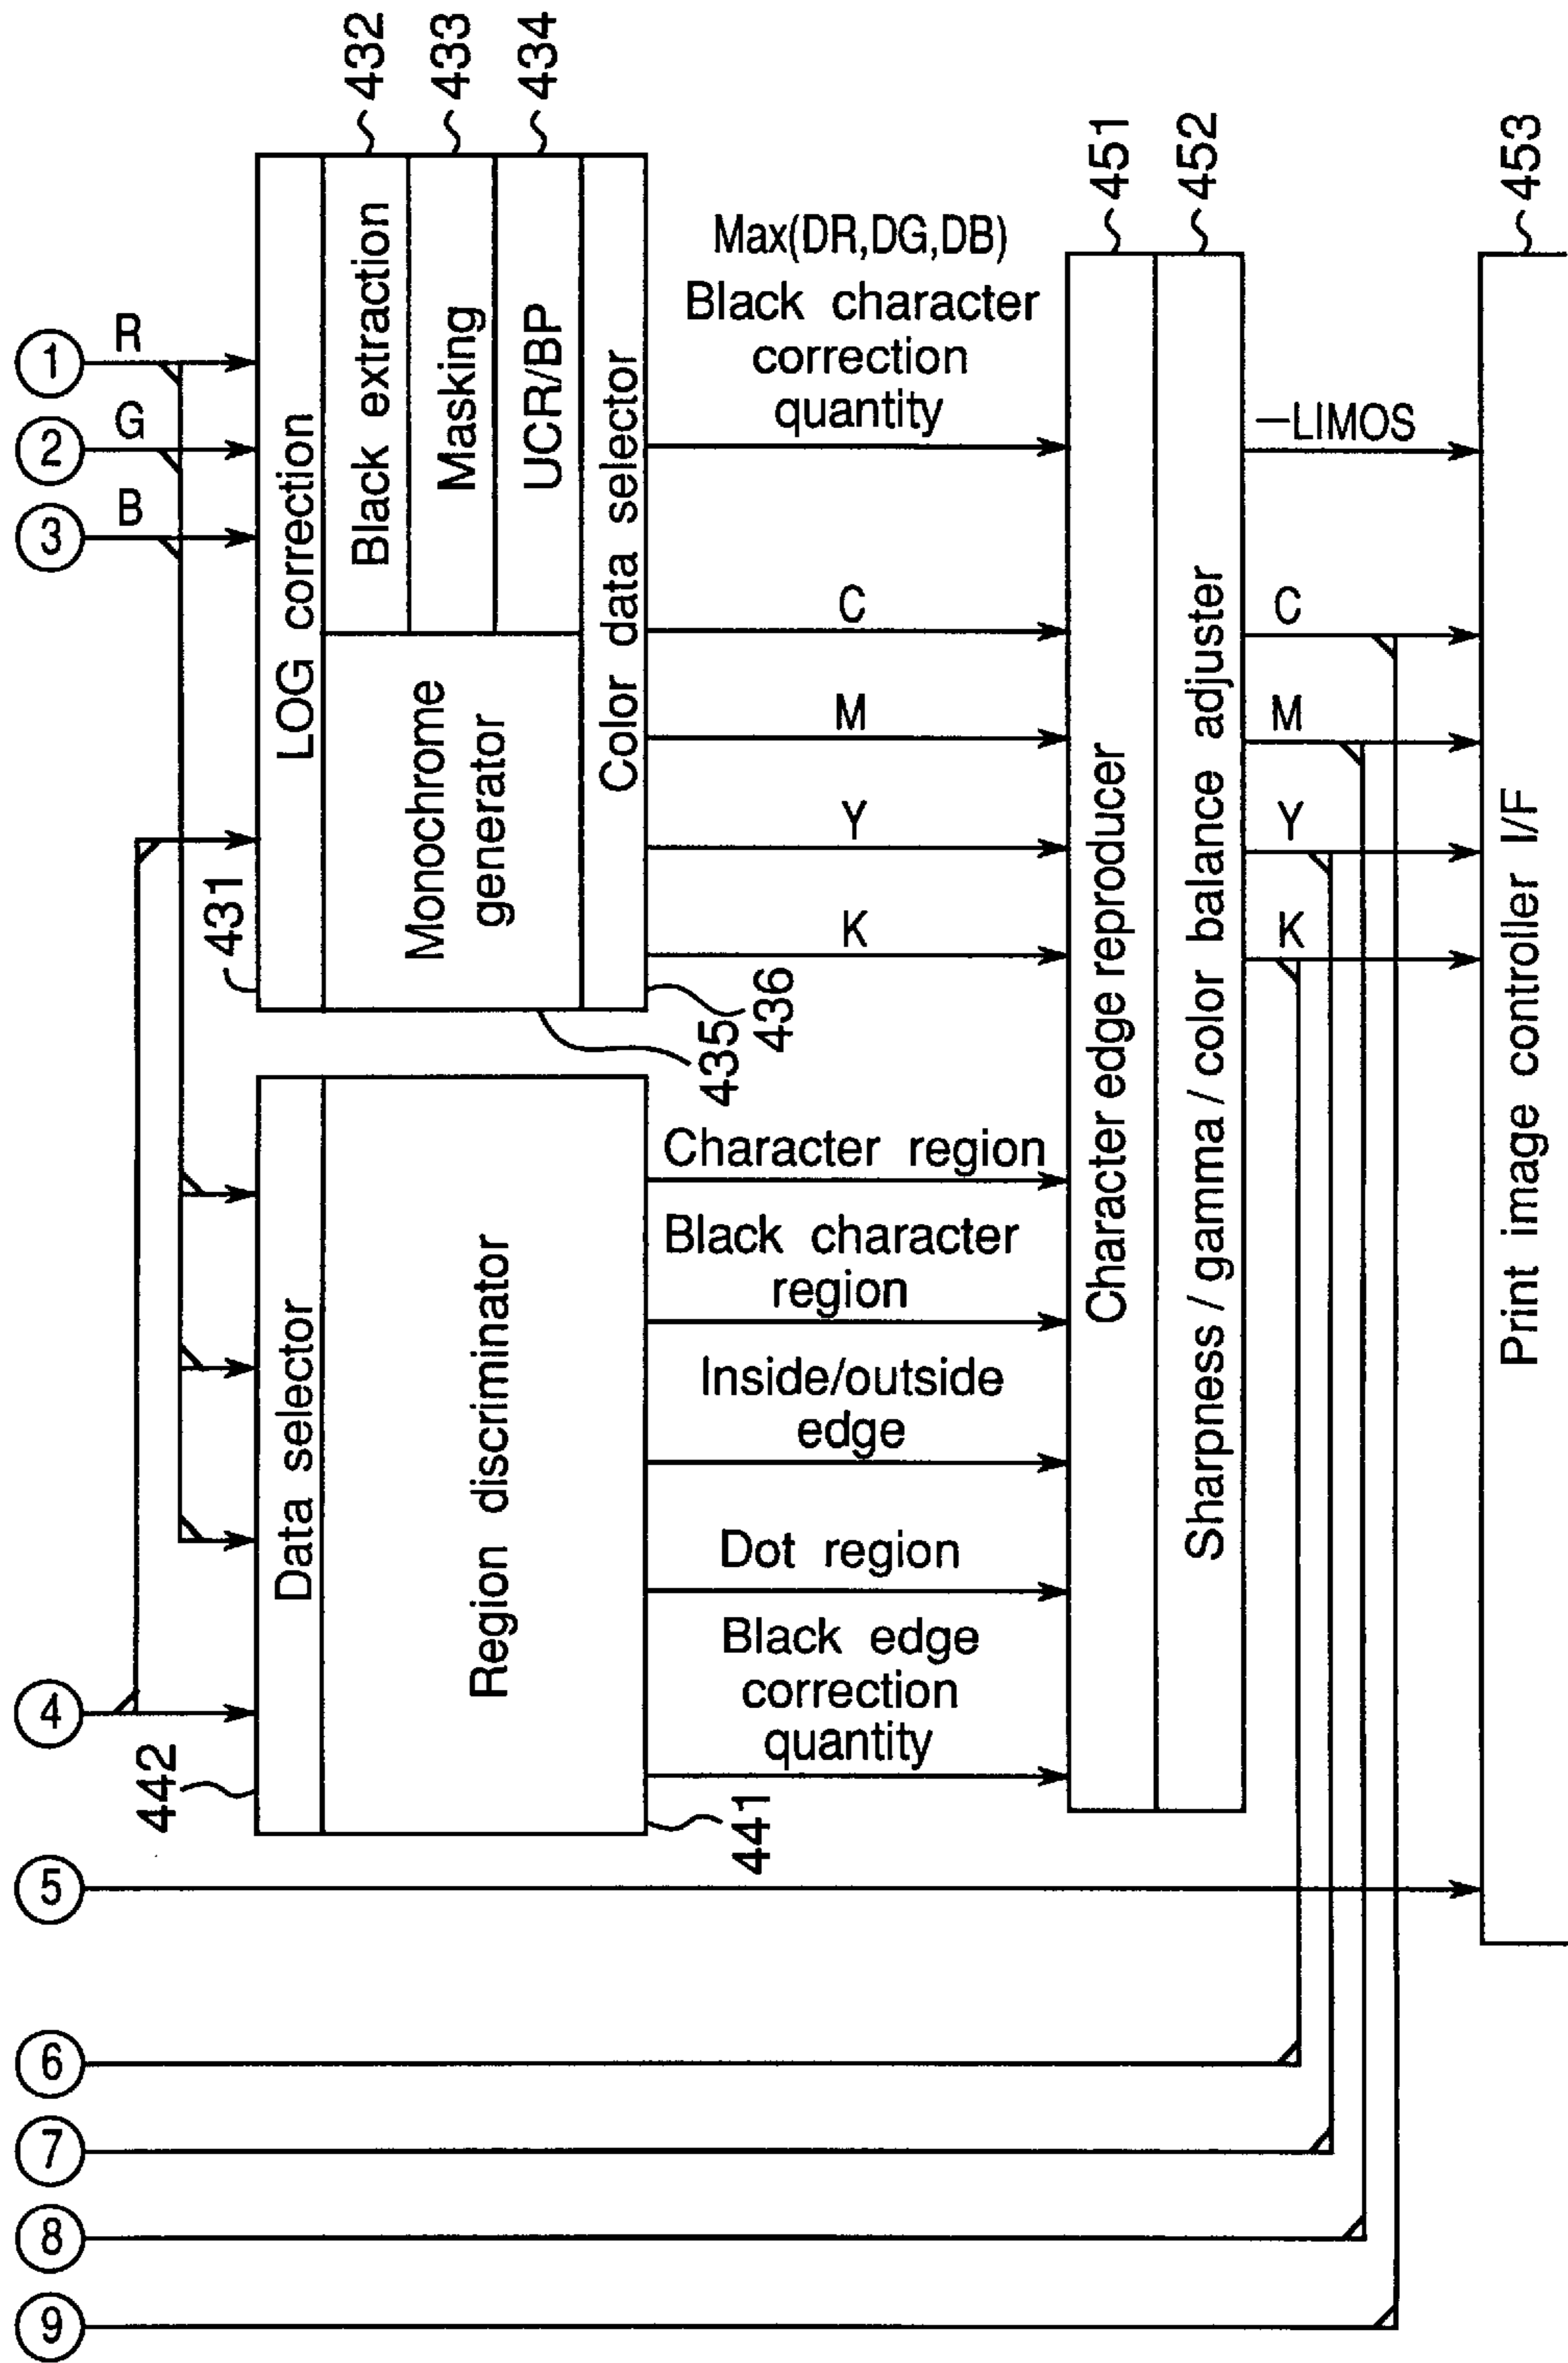 1
R
2
G
3
B
4
5
6
7
8
9
432
433
434
431
LOG correction
Black extraction
Masking
UCR/BP
Monochrome
generator
Color data selector
435
436
442
Data selector
Region discriminator
441
Max(DR,DG,DB)
Black character
correction
quantity
C
M
Y
K
Character region
Black character
region
Inside/outside
edge
Dot region
Black edge
correction
quantity
451
452
Character edge reproducer
Sharpness / gamma / color balance adjuster
—LIMOS
C
M
Y
K
453
Print image controller I/F